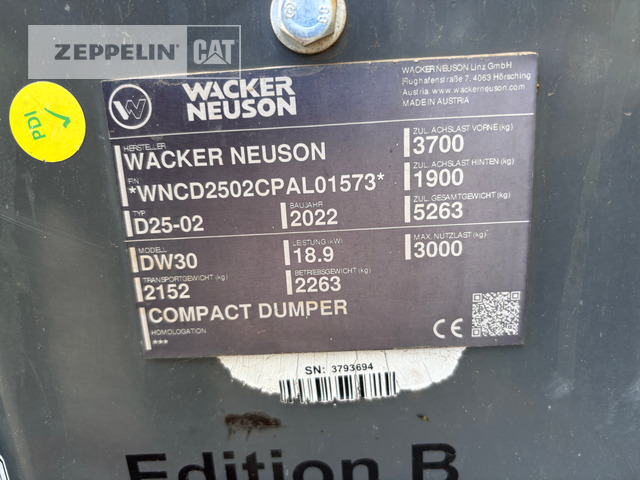 ZEPPELIN CAT
PDI
WACKER
NEUSON
WACKER NEUSON Linz GmbH
Flughafenstraße 7, 4063 Hörsching
Austria, www.wackerneuson.com
MADE IN AUSTRIA
HERSTELLER
WACKER NEUSON
PIN
*WNCD2502CPAL01573*
TYP
D25-02
BAUJAHR
2022
MODELL
DW30
LEISTUNG (kW)
18.9
TRANSPORTGEWICHT (kg)
2152
BETRIEBSGEWICHT (kg)
2263
COMPACT DUMPER
HOMOLOGATION
***
ZUL. ACHSLAST VORNE (kg)
3700
ZUL. ACHSLAST HINTEN (kg)
1900
ZUL. GESAMTGEWICHT (kg)
5263
MAX. NUTZLAST (kg)
3000
CE
SN: 3793694
Edition B